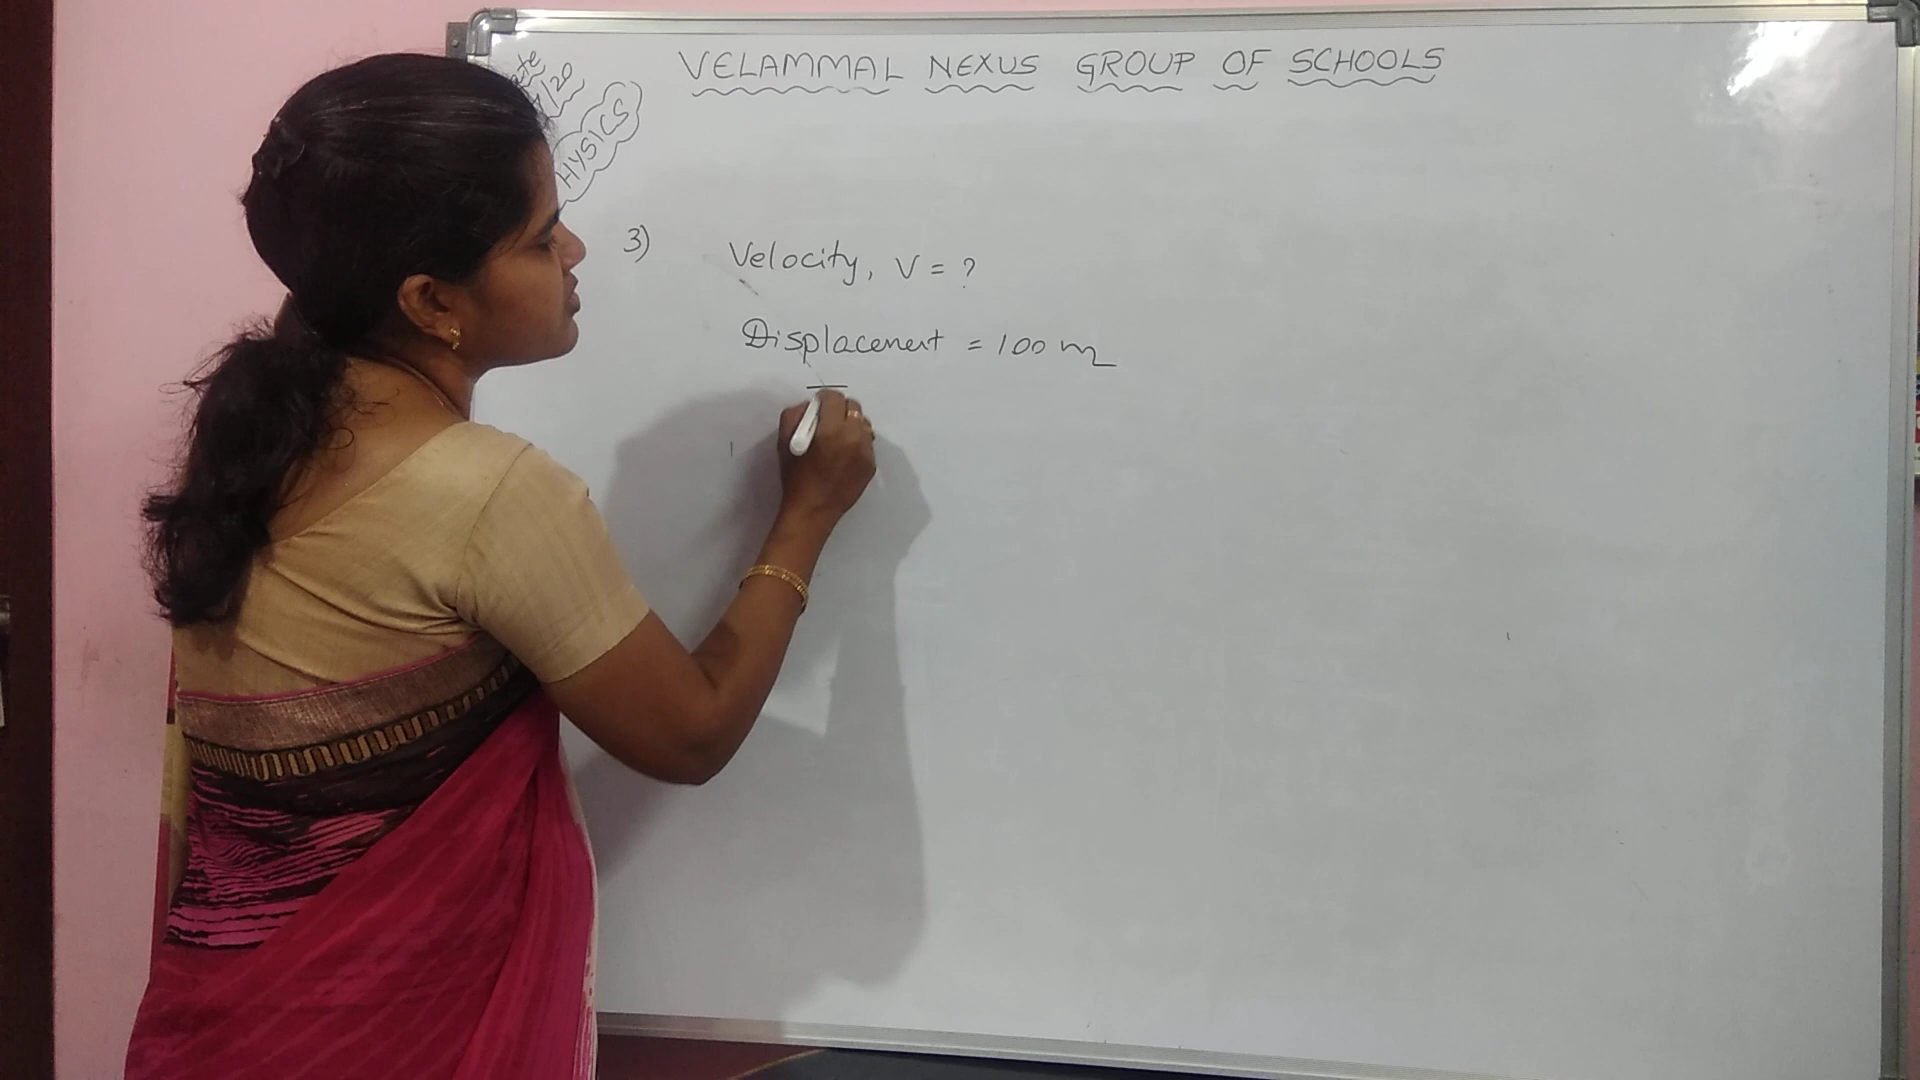 VELAMMAL NEXUS GROUP OF SCHOOLS
3)
Velocity, V = ?
Displacement = 100 m